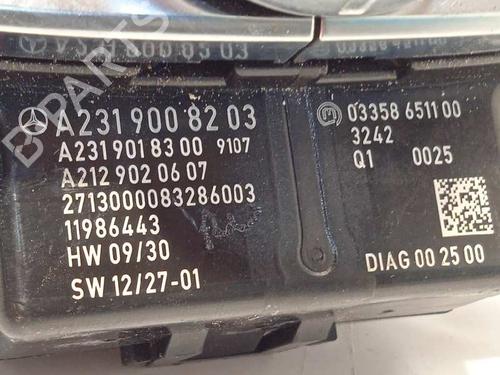 B PARTS
A231 900 82 03
A231 901 83 00 9107
A212 902 06 07
2713000083286003
11986443
HW 09/30
SW 12/27-01
03358 6511 00
3242
Q1 0025
DIAG 00 25 00